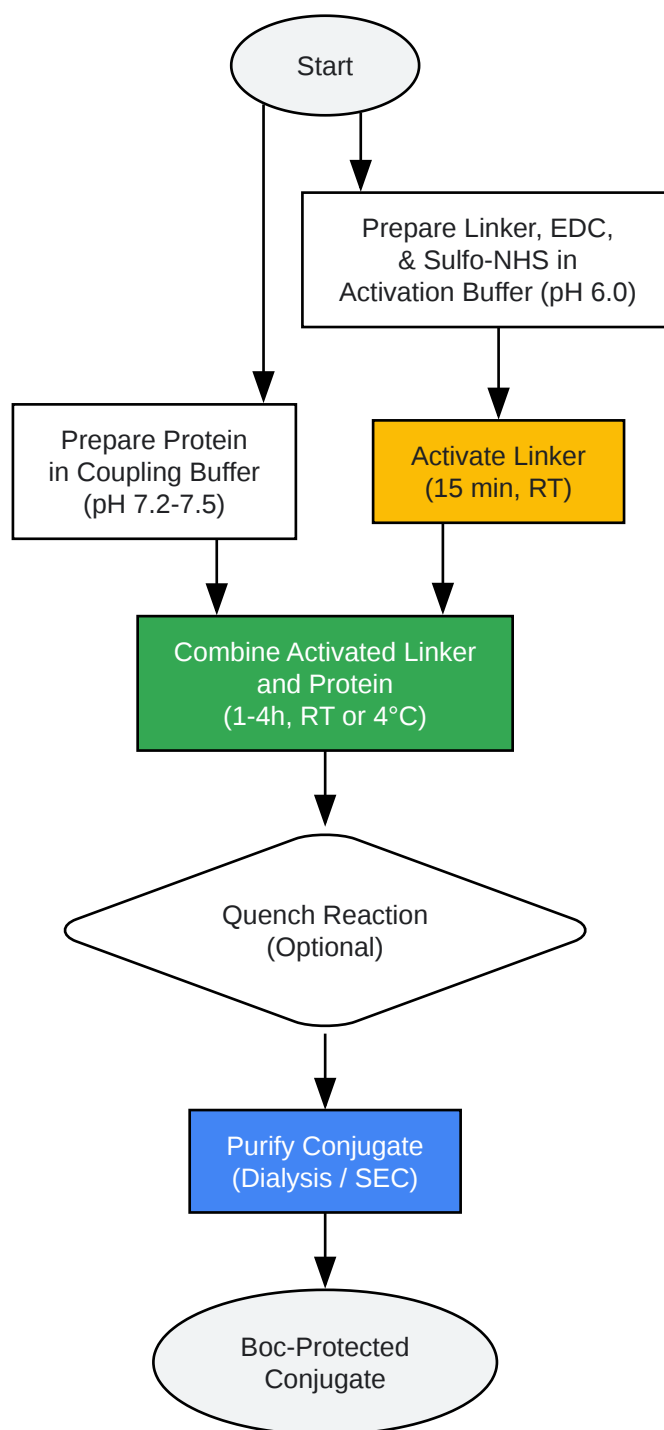 Start
Prepare Linker, EDC,
& Sulfo-NHS in
Activation Buffer (pH 6.0)
Prepare Protein
in Coupling Buffer
(pH 7.2-7.5)
Activate Linker
(15 min, RT)
Combine Activated Linker
and Protein
(1-4h, RT or 4°C)
Quench Reaction
(Optional)
Purify Conjugate
(Dialysis / SEC)
Boc-Protected
Conjugate